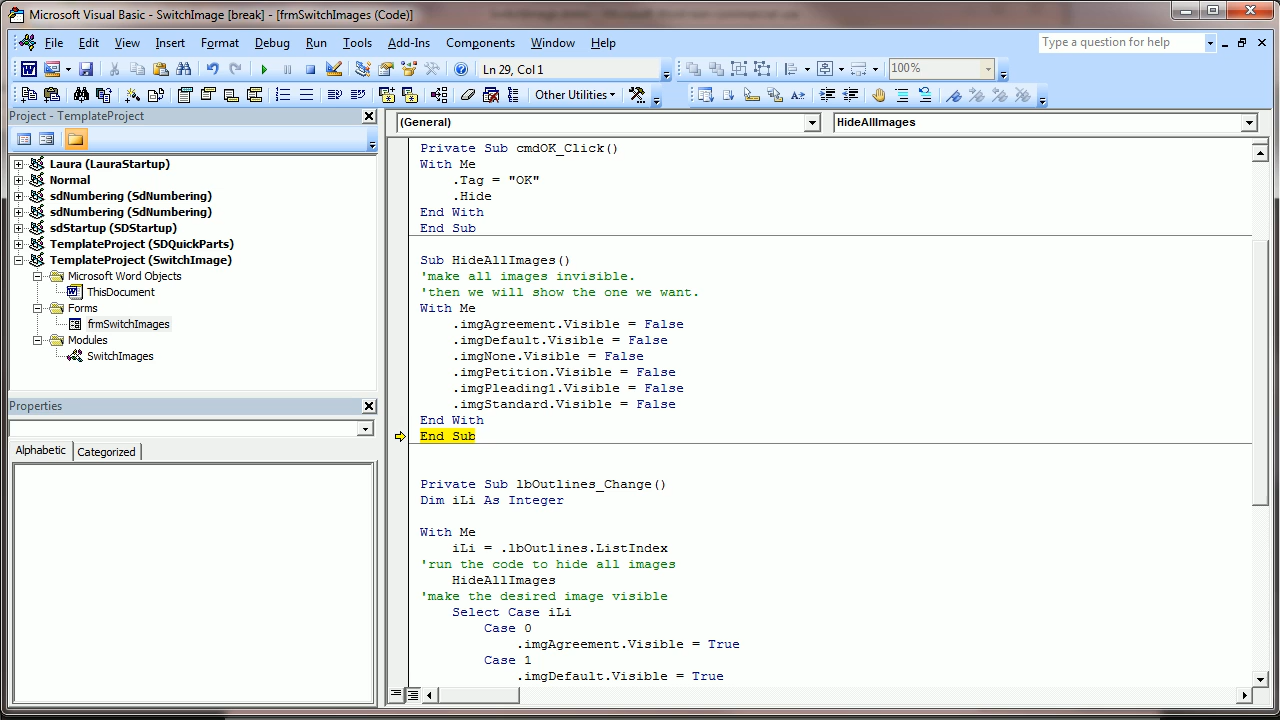 Microsoft Visual Basic - SwitchImage [break] - [frmSwitchImages (Code)]
File Edit View Insert Format Debug Run Tools Add-Ins Components Window Help
Type a question for help
Ln 29, Col 1
100%
Other Utilities
Project - TemplateProject
(General)
HideAllImages
Laura (LauraStartup)
Normal
sdNumbering (SdNumbering)
sdNumbering (SdNumbering)
sdStartup (SDStartup)
TemplateProject (SDQuickParts)
TemplateProject (SwitchImage)
Microsoft Word Objects
ThisDocument
Forms
frmSwitchImages
Modules
SwitchImages
Properties
Alphabetic Categorized
Private Sub cmdOK_Click()
With Me
.Tag = "OK"
.Hide
End With
End Sub
Sub HideAllImages()
'make all images invisible.
'then we will show the one we want.
With Me
.imgAgreement.Visible = False
.imgDefault.Visible = False
.imgNone.Visible = False
.imgPetition.Visible = False
.imgPleading1.Visible = False
.imgStandard.Visible = False
End With
End Sub
Private Sub lbOutlines_Change()
Dim iLi As Integer
With Me
iLi = .lbOutlines.ListIndex
'run the code to hide all images
HideAllImages
'make the desired image visible
Select Case iLi
Case 0
.imgAgreement.Visible = True
Case 1
.imgDefault.Visible = True